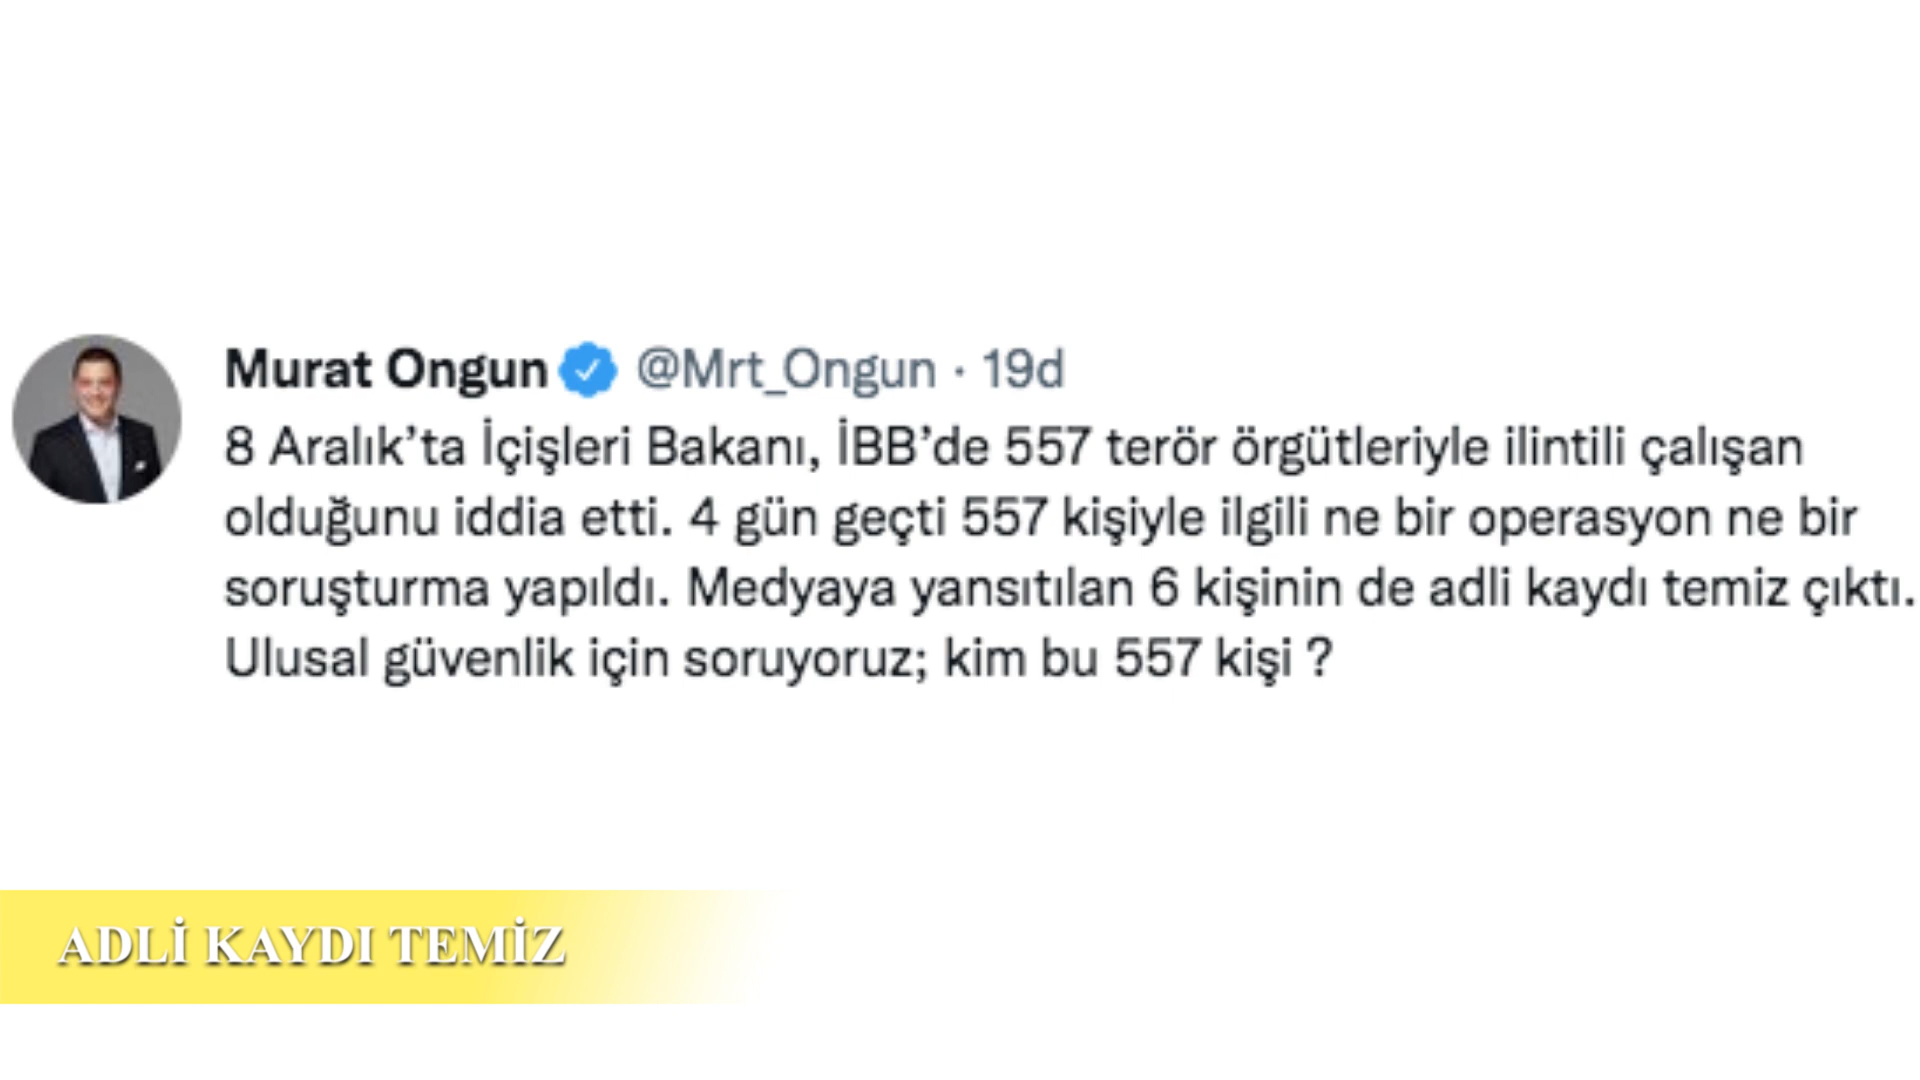 Murat Ongun @Mrt_Ongun · 19d
8 Aralık’ta İçişleri Bakanı, İBB’de 557 terör örgütleriyle ilintili çalışan
olduğunu iddia etti. 4 gün geçti 557 kişiyle ilgili ne bir operasyon ne bir
soruşturma yapıldı. Medyaya yansıtılan 6 kişinin de adli kaydı temiz çıktı.
Ulusal güvenlik için soruyoruz; kim bu 557 kişi ?
ADLİ KAYDI TEMİZ